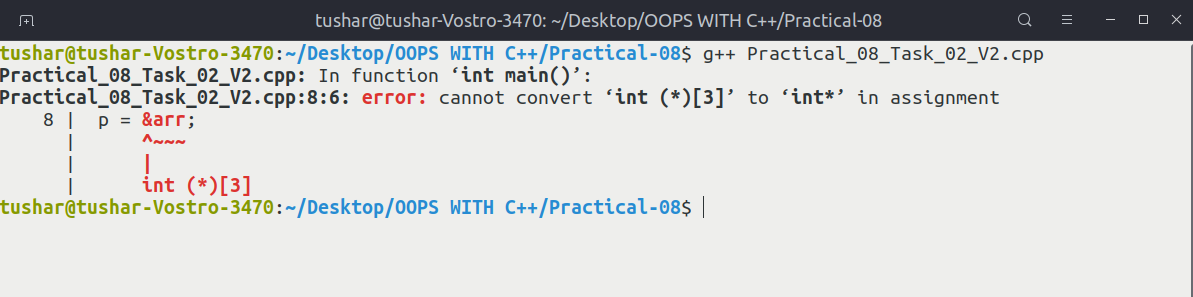 tushar@tushar-Vostro-3470: ~/Desktop/OOPS WITH C++/Practical-08
tushar@tushar-Vostro-3470:~/Desktop/OOPS WITH C++/Practical-08$ g++ Practical_08_Task_02_V2.cpp
Practical_08_Task_02_V2.cpp: In function ‘int main()’:
Practical_08_Task_02_V2.cpp:8:6: error: cannot convert ‘int (*)[3]’ to ‘int*’ in assignment
    8 |  p = &arr;
      |      ^~~~
      |      |
      |      int (*)[3]
tushar@tushar-Vostro-3470:~/Desktop/OOPS WITH C++/Practical-08$